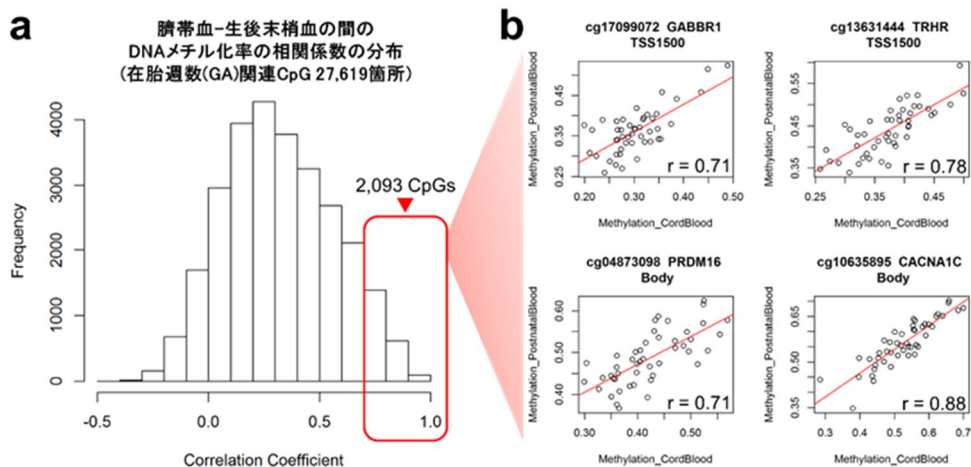 a
臍帯血-生後末梢血の間の
DNAメチル化率の相関係数の分布
(在胎週数(GA)関連CpG 27,619箇所)
2,093 CpGs
Frequency
4000
3000
2000
1000
0
-0.5
0.0
0.5
1.0
Correlation Coefficient
b
cg17099072 GABBR1
TSS1500
Methylation_PostnatalBlood
0.45
0.35
0.25
r = 0.71
0.20
0.30
0.40
0.50
Methylation_CordBlood
cg13631444 TRHR
TSS1500
Methylation_PostnatalBlood
0.55
0.45
0.35
r = 0.78
0.25
0.35
0.45
Methylation_CordBlood
cg04873098 PRDM16
Body
Methylation_PostnatalBlood
0.60
0.50
0.40
r = 0.71
0.30
0.40
0.50
Methylation_CordBlood
cg10635895 CACNA1C
Body
Methylation_PostnatalBlood
0.65
0.50
0.35
r = 0.88
0.3
0.4
0.5
0.6
0.7
Methylation_CordBlood